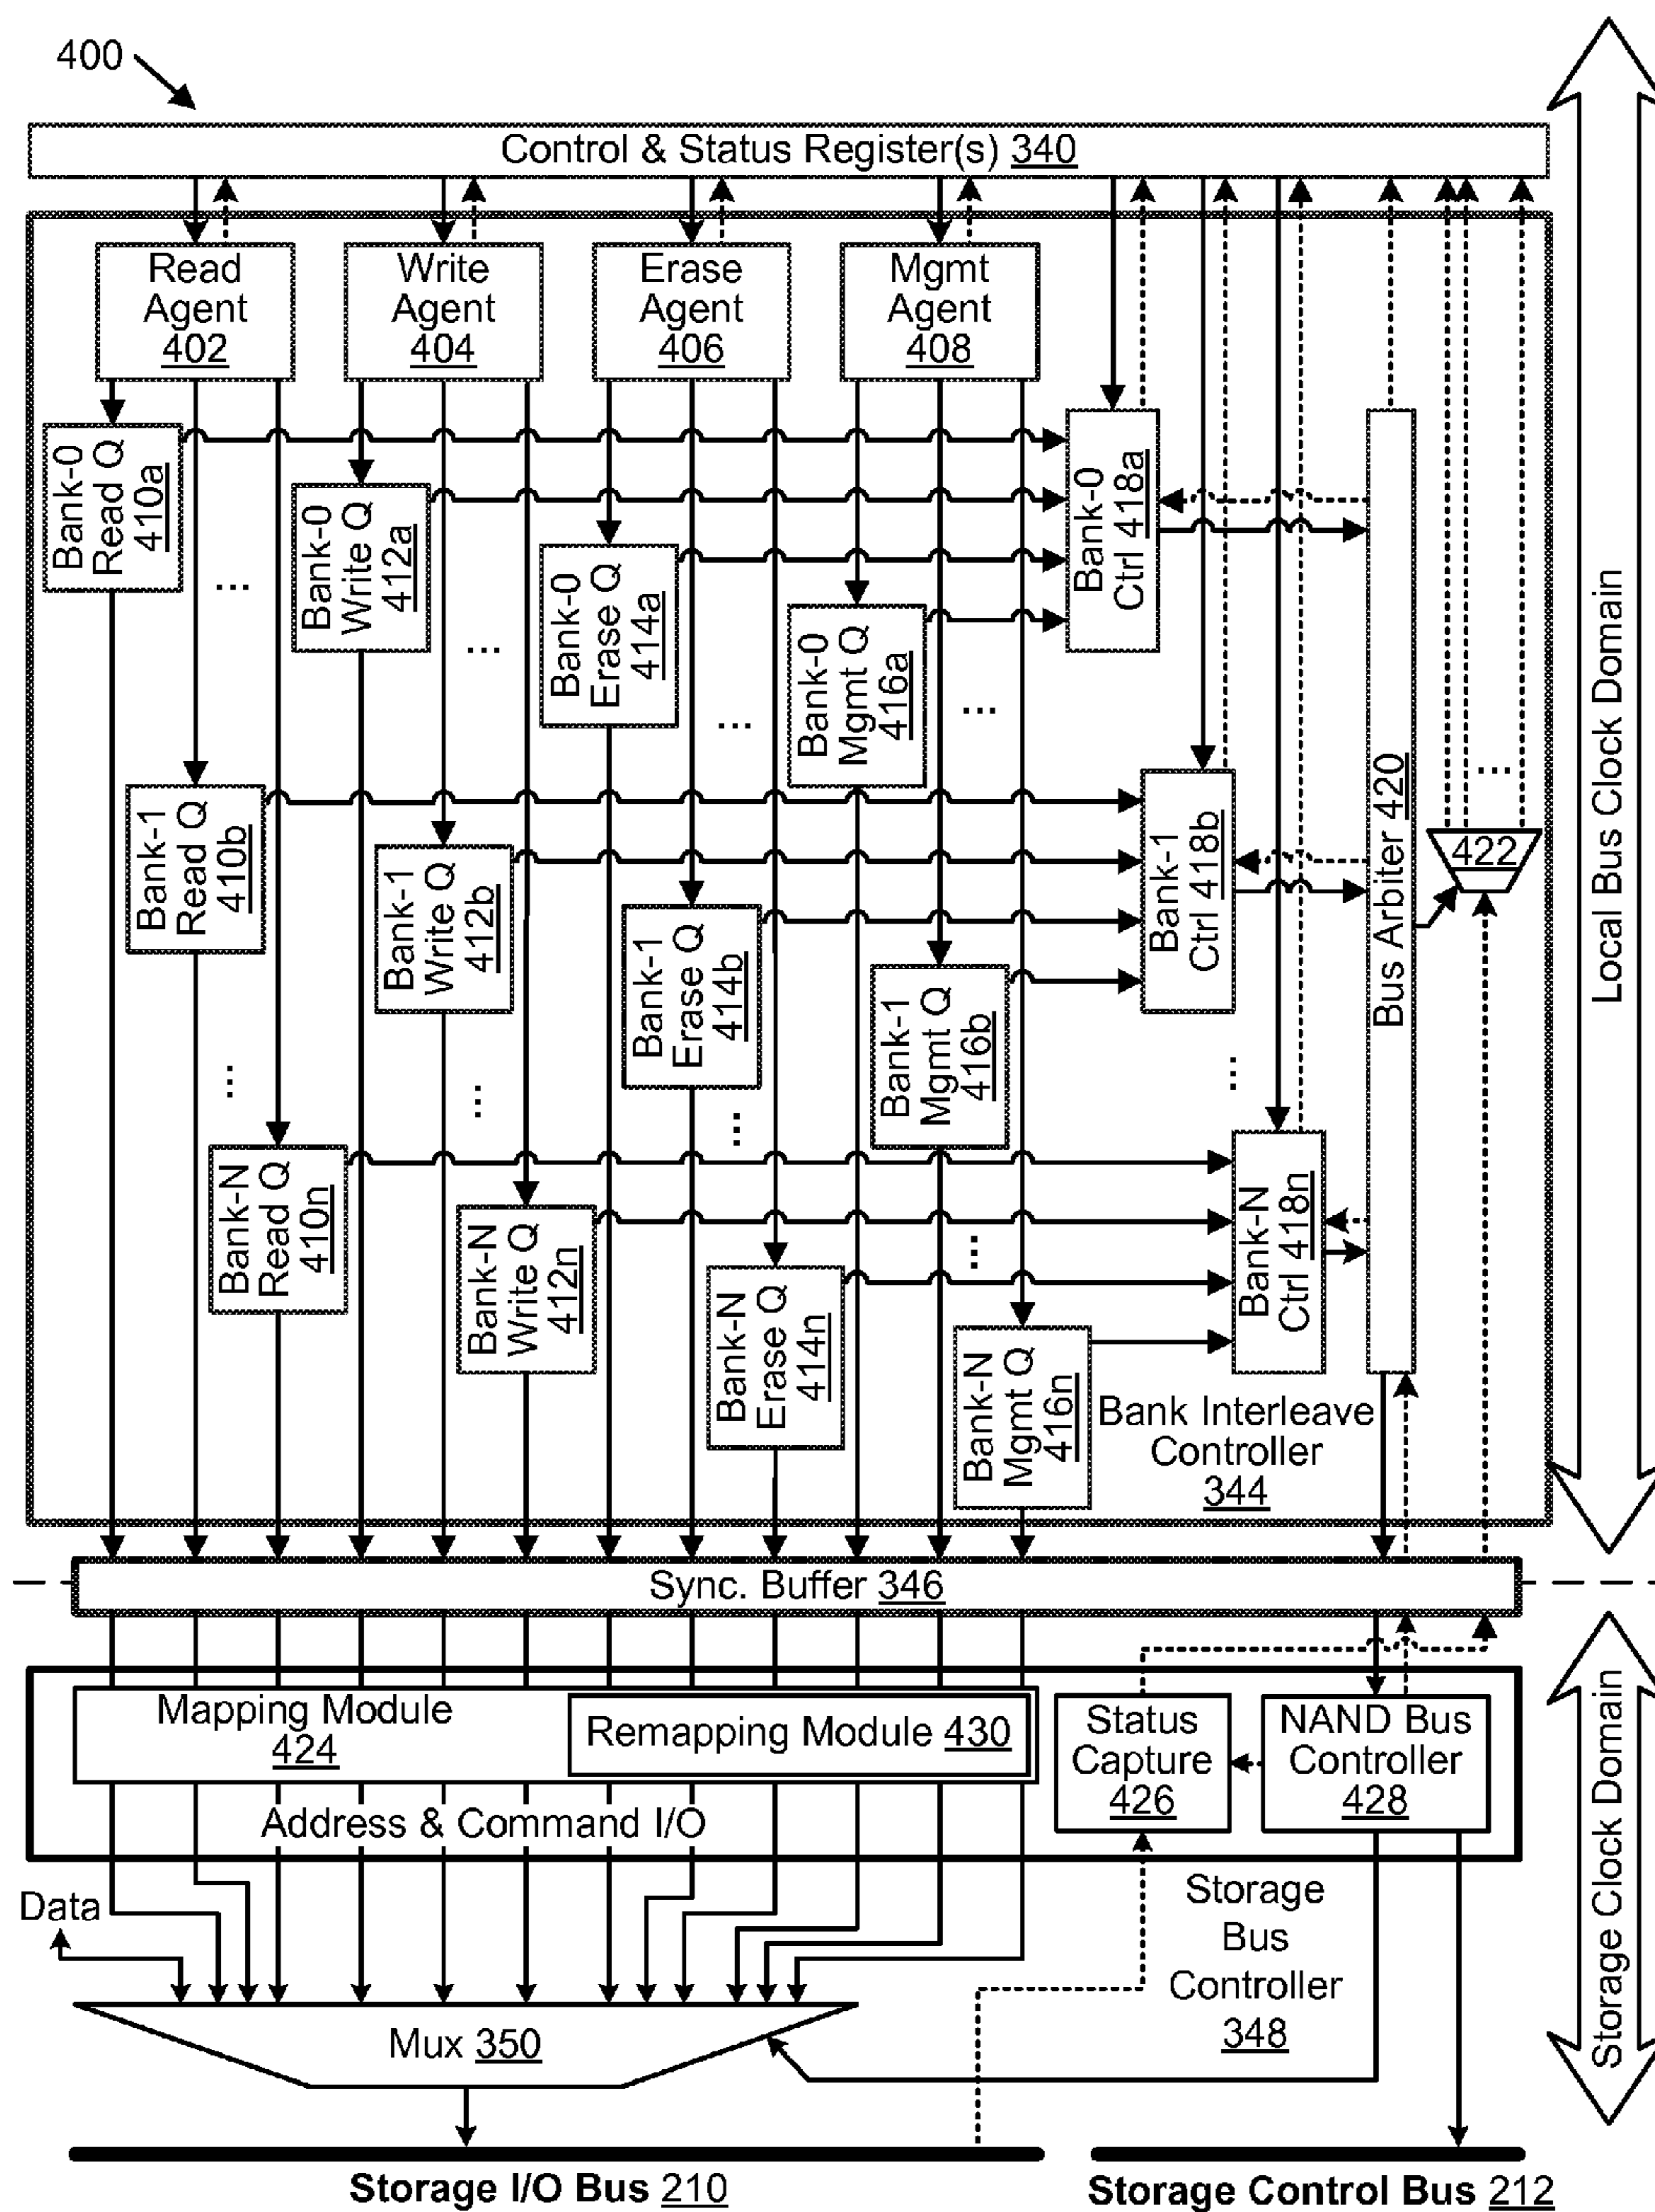 400
Control & Status Register(s) 340
Read
Agent
402
Write
Agent
404
Erase
Agent
406
Mgmt
Agent
408
Bank-0
Read Q
410a
...
Bank-0
Write Q
412a
...
Bank-0
Erase Q
414a
...
Bank-0
Mgmt Q
416a
...
Bank-0
Ctrl 418a
Bank-1
Read Q
410b
...
Bank-1
Write Q
412b
...
Bank-1
Erase Q
414b
...
Bank-1
Mgmt Q
416b
...
Bank-1
Ctrl 418b
...
Bus Arbiter 420
...
422
Bank-N
Read Q
410n
Bank-N
Write Q
412n
Bank-N
Erase Q
414n
Bank-N
Mgmt Q
416n
Bank-N
Ctrl 418n
Bank Interleave
Controller
344
Local Bus Clock Domain
Sync. Buffer 346
Mapping Module
424
Remapping Module 430
Status
Capture
426
NAND Bus
Controller
428
Address & Command I/O
Storage
Bus
Controller
348
Storage Clock Domain
Data
Mux 350
Storage I/O Bus 210
Storage Control Bus 212